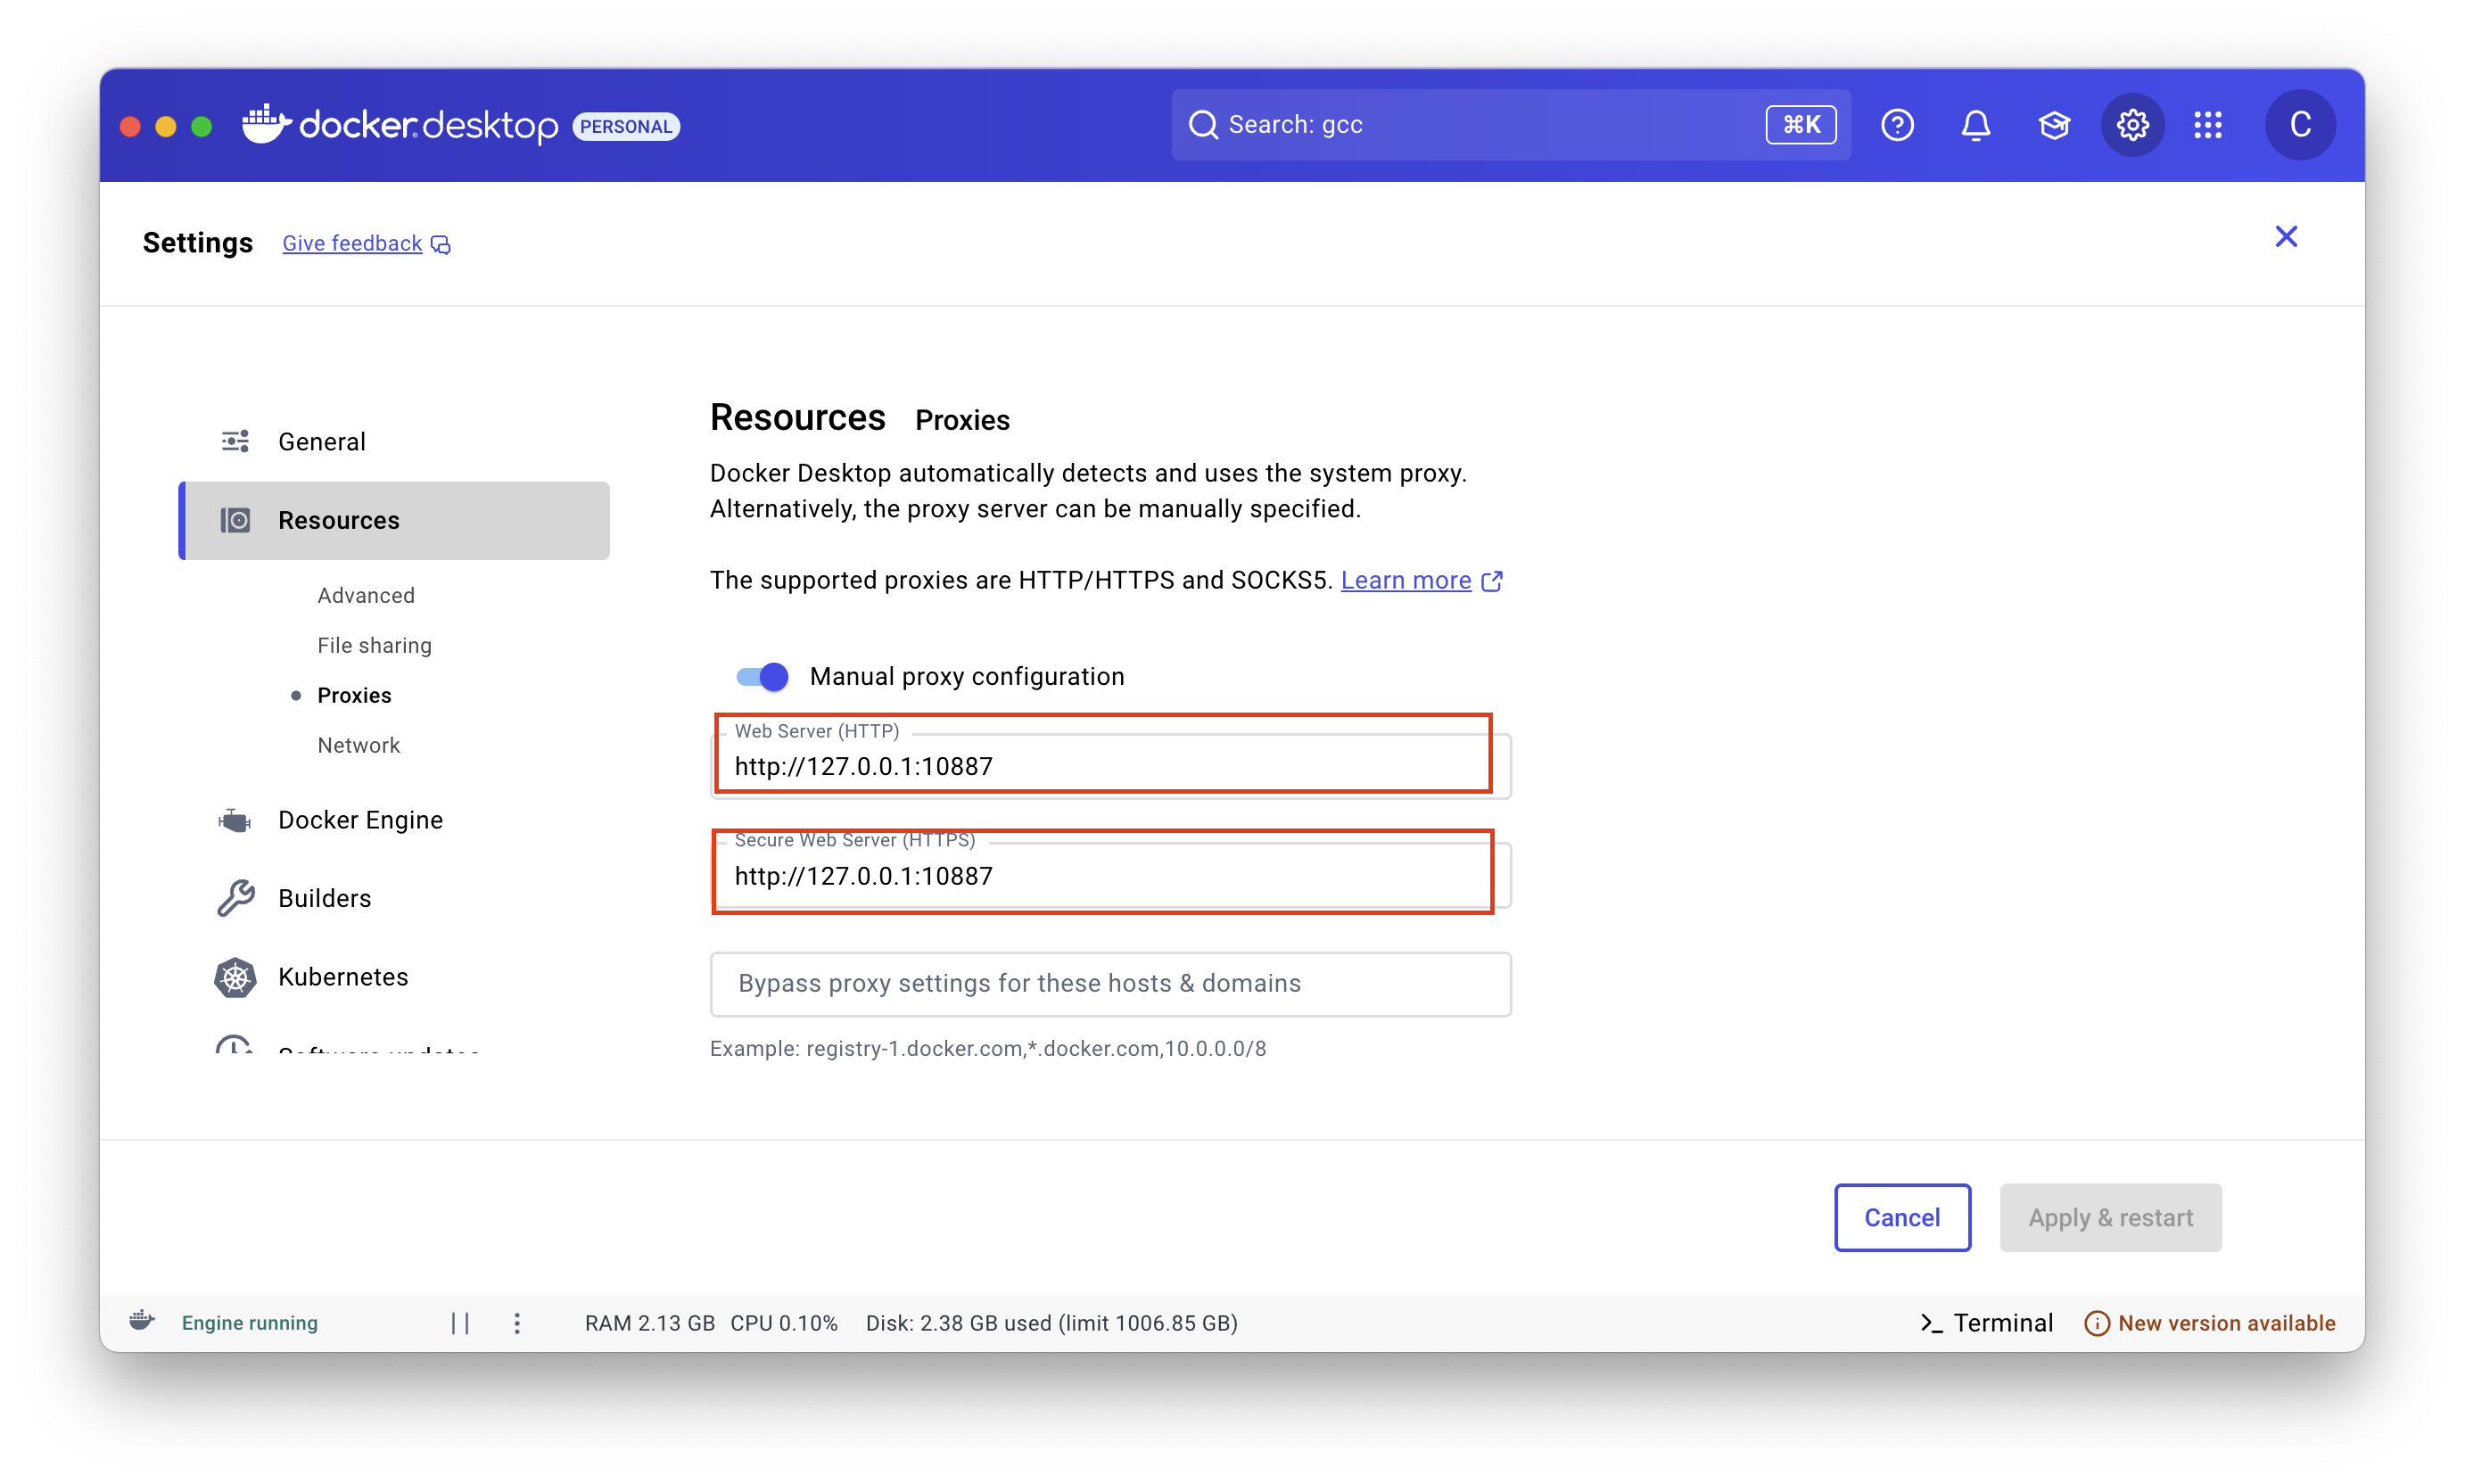 docker desktop PERSONAL
Search: gcc
⌘K
C
Settings
Give feedback
General
Resources
Advanced
File sharing
Proxies
Network
Docker Engine
Builders
Kubernetes
Software updates
Resources Proxies
Docker Desktop automatically detects and uses the system proxy.
Alternatively, the proxy server can be manually specified.
The supported proxies are HTTP/HTTPS and SOCKS5. Learn more
Manual proxy configuration
Web Server (HTTP)
http://127.0.0.1:10887
Secure Web Server (HTTPS)
http://127.0.0.1:10887
Bypass proxy settings for these hosts & domains
Example: registry-1.docker.com,*.docker.com,10.0.0.0/8
Cancel
Apply & restart
Engine running
RAM 2.13 GB CPU 0.10% Disk: 2.38 GB used (limit 1006.85 GB)
Terminal
New version available